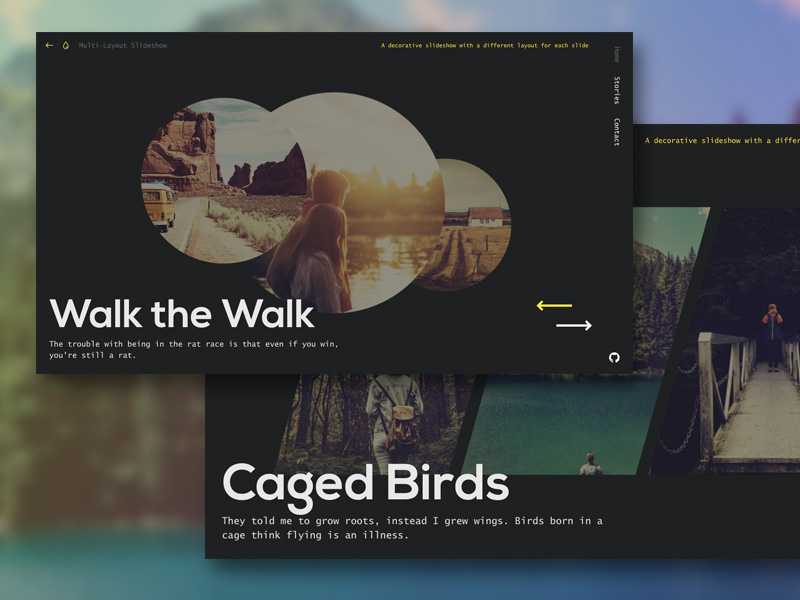 Multi-Layout Slideshow
A decorative slideshow with a different layout for each slide
Home
Stories
Contact
Walk the Walk
The trouble with being in the rat race is that even if you win,
you're still a rat.
A decorative slideshow with a differ
Caged Birds
They told me to grow roots, instead I grew wings. Birds born in a
cage think flying is an illness.